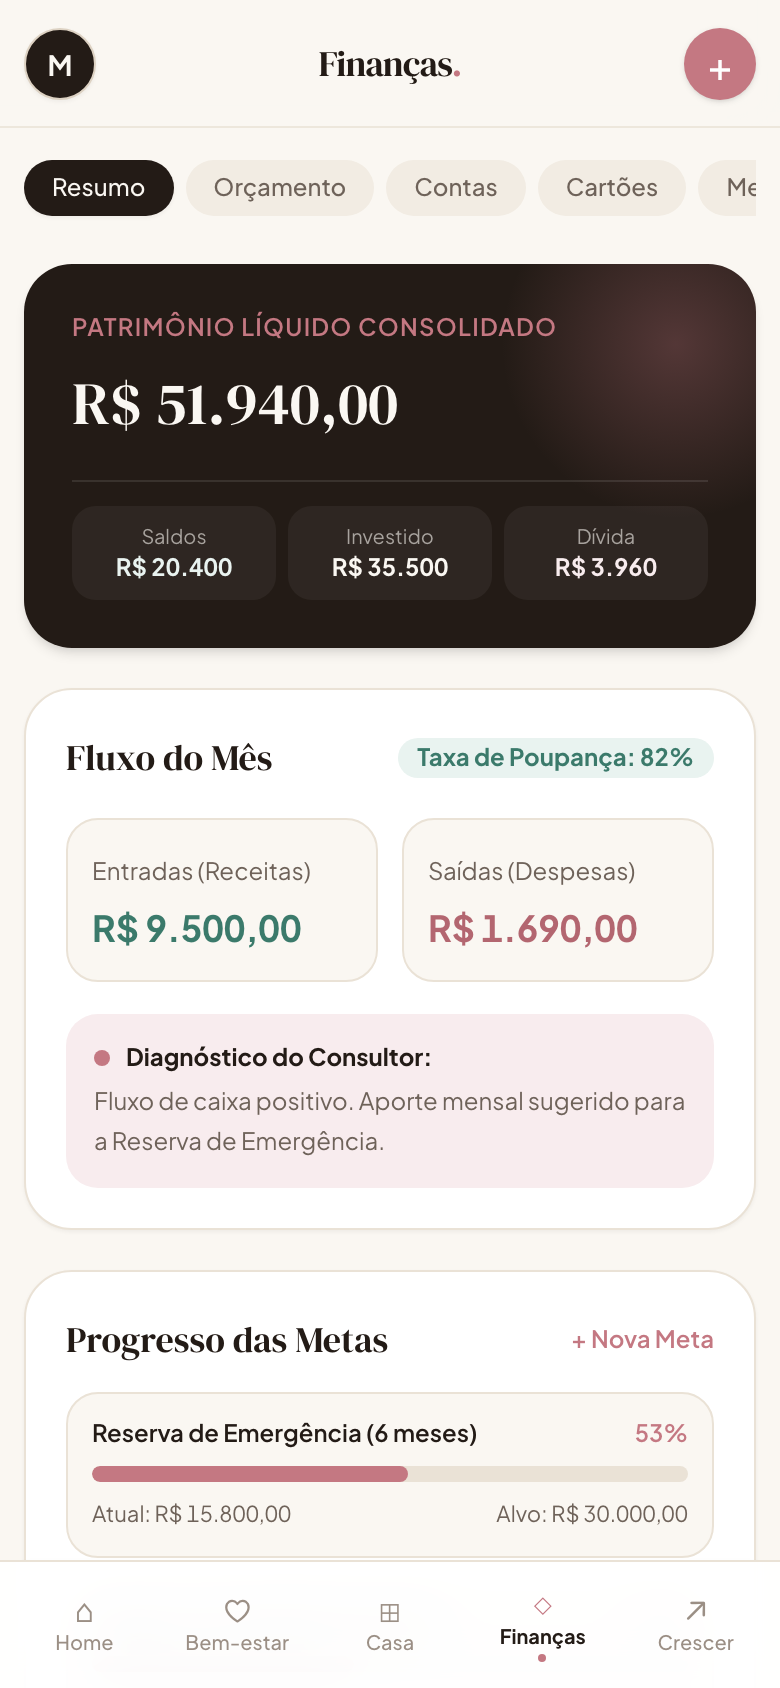 M
Finanças.
+
Resumo
Orçamento
Contas
Cartões
PATRIMÔNIO LÍQUIDO CONSOLIDADO
R$ 51.940,00
Saldos
R$ 20.400
Investido
R$ 35.500
Dívida
R$ 3.960
Fluxo do Mês
Taxa de Poupança: 82%
Entradas (Receitas)
R$ 9.500,00
Saídas (Despesas)
R$ 1.690,00
Diagnóstico do Consultor:
Fluxo de caixa positivo. Aporte mensal sugerido para
a Reserva de Emergência.
Progresso das Metas
+ Nova Meta
Reserva de Emergência (6 meses)
53%
Atual: R$ 15.800,00
Alvo: R$ 30.000,00
Home
Bem-estar
Casa
Finanças
Crescer